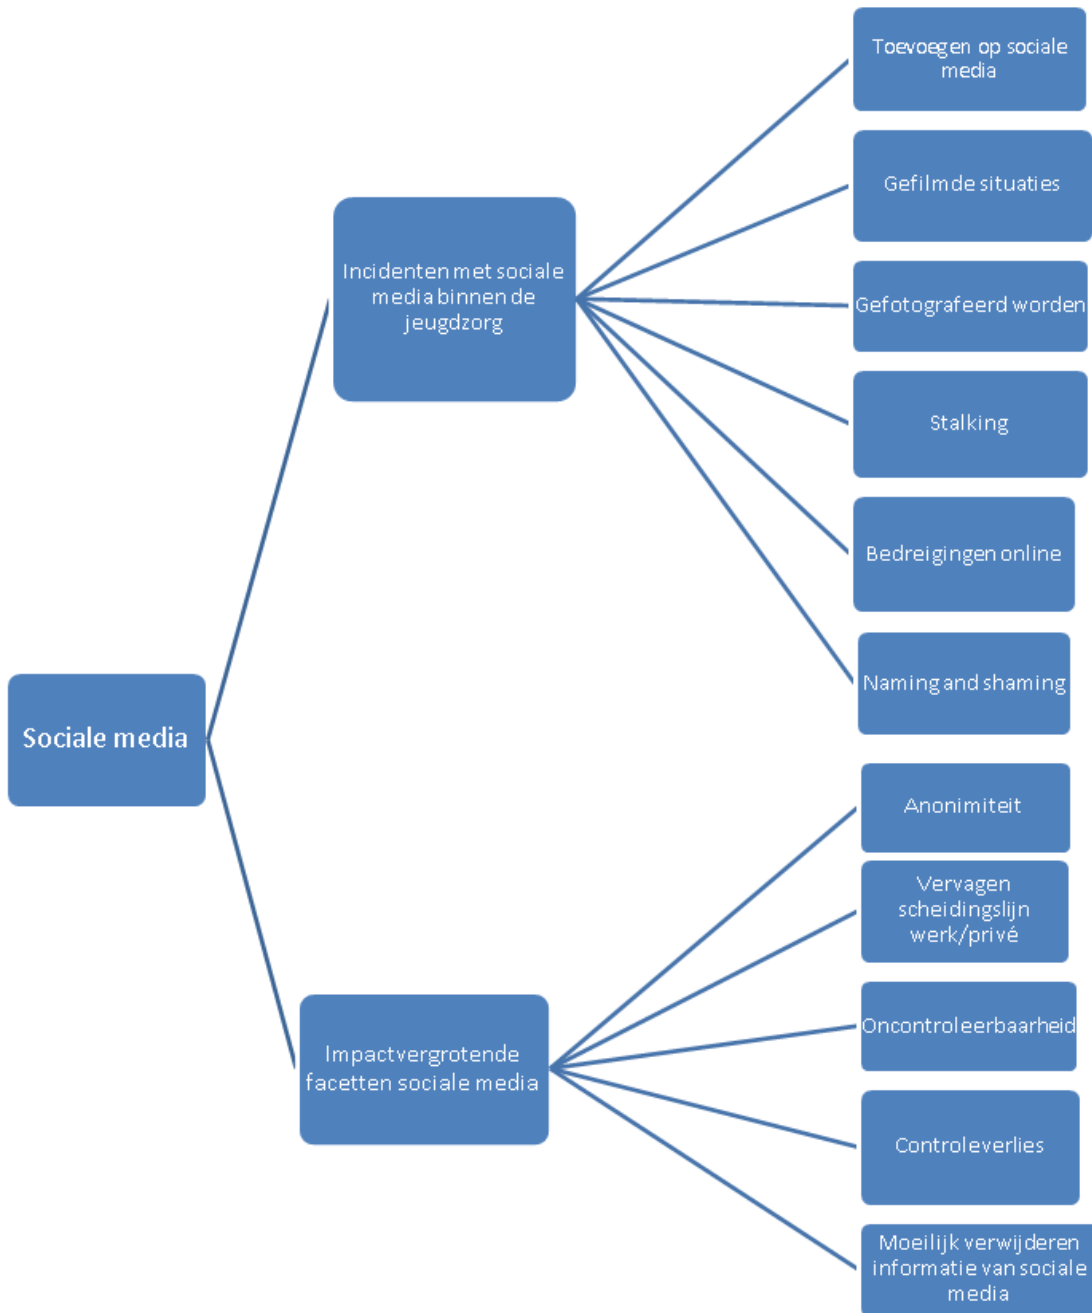 Sociale media
Incidenten met sociale
media binnen de
jeugdzorg
Toevoegen op sociale
media
Gefilmde situaties
Gefotografeerd worden
Stalking
Bedreigingen online
Naming and shaming
Impactvergrotende
facetten sociale media
Anonimiteit
Vervagen
scheidingslijn
werk/privé
Oncontroleerbaarheid
Controleverlies
Moeilijk verwijderen
informatie van sociale
media